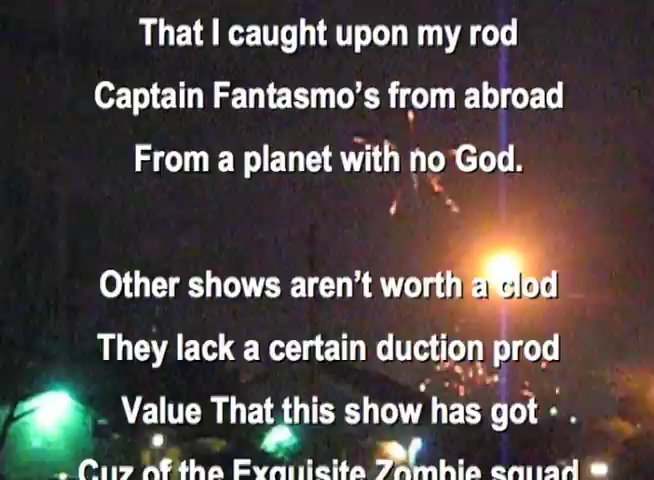 That I caught upon my rod
Captain Fantasmo's from abroad
From a planet with no God.
Other shows aren't worth a clod
They lack a certain duction prod
Value That this show has got
Cuz of the Exquisite Zombie squad